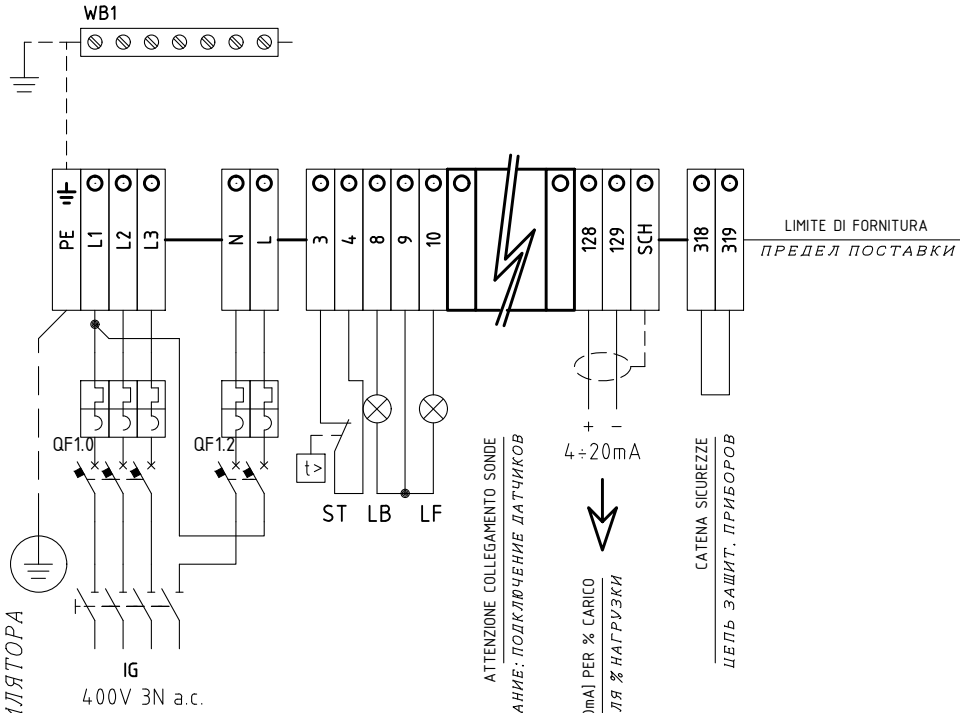 WB1
PE L1 L2 L3 N L 3 4 8 9 10 128 129 SCH 318 319
LIMITE DI FORNITURA
ПРЕДЕЛ ПОСТАВКИ
QF1.0 QF1.2
t>
+ −
4÷20mA
ST LB LF
IG
400V 3N a.c.
ATTENZIONE COLLEGAMENTO SONDE
ПОДКЛЮЧЕНИЕ ДАТЧИКОВ
PER % CARICO
% НАГРУЗКИ
CATENA SICUREZZE
ЦЕПЬ ЗАЩИТ. ПРИБОРОВ